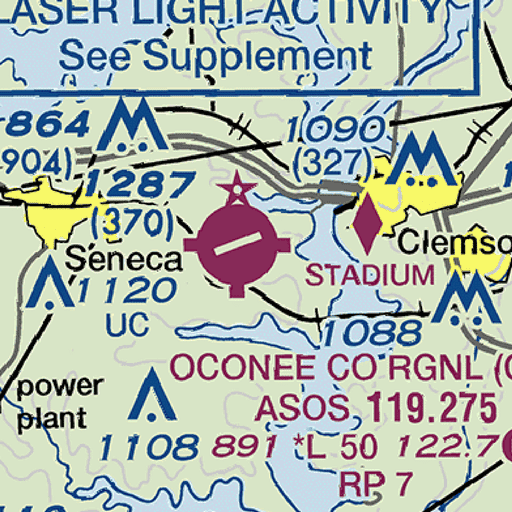 LASER LIGHT ACTIVITY
See Supplement
864
904)
1090
(327)
1287
(370)
Seneca
Clemso
1120
UC
STADIUM
1088
OCONEE CO RGNL (C
power
plant
ASOS 119.275
1108
891 *L 50 122.7
RP 7